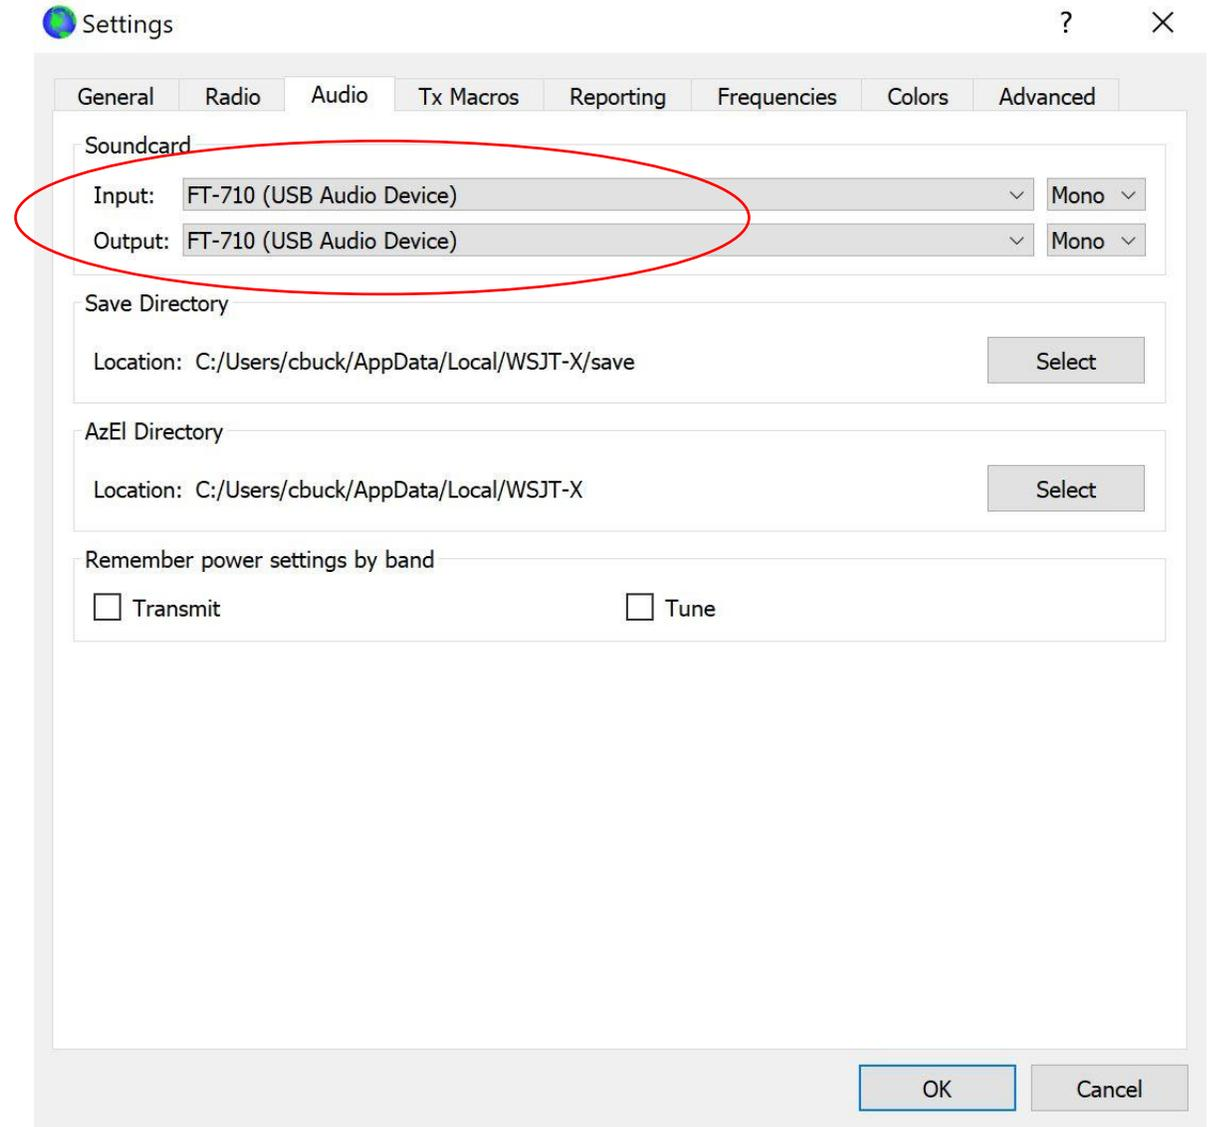 Settings ?
General Radio Audio Tx Macros Reporting Frequencies Colors Advanced
Soundcard
Input: FT-710 (USB Audio Device) Mono
Output: FT-710 (USB Audio Device) Mono
Save Directory
Location: C:/Users/cbuck/AppData/Local/WSJT-X/save Select
AzEl Directory
Location: C:/Users/cbuck/AppData/Local/WSJT-X Select
Remember power settings by band
Transmit Tune
OK Cancel